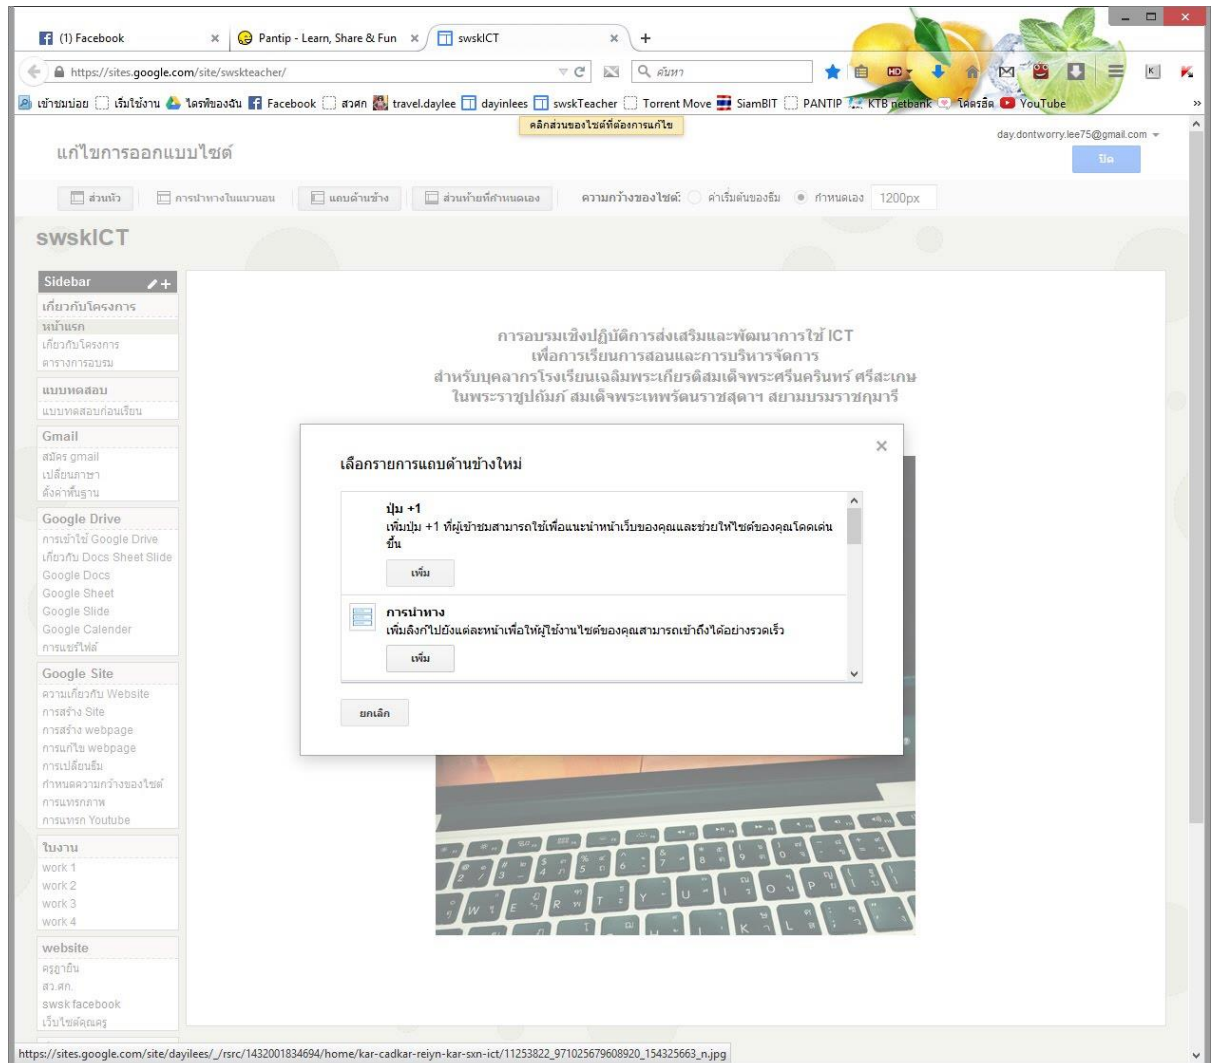 (1) Facebook
Pantip - Learn, Share & Fun
swskICT
https://sites.google.com/site/swskteacher/
ค้นหา
เข้าชมบ่อย เริ่มใช้งาน ไดรฟ์ของฉัน Facebook สวศก travel.daylee dayinlees swskTeacher Torrent Move SiamBIT PANTIP KTB netbank โคตรฮิต YouTube
คลิกส่วนของไซต์ที่ต้องการแก้ไข
day.dontworry.lee75@gmail.com
แก้ไขการออกแบบไซต์
ปิด
ส่วนหัว การนำทางในแนวนอน แถบด้านข้าง ส่วนท้ายที่กำหนดเอง ความกว้างของไซต์: ค่าเริ่มต้นของธีม กำหนดเอง 1200px
swskICT
Sidebar
เกี่ยวกับโครงการ
หน้าแรก
เกี่ยวกับโครงการ
ตารางการอบรม
แบบทดสอบ
แบบทดสอบก่อนเรียน
Gmail
สมัคร gmail
เปลี่ยนภาษา
ตั้งค่าพื้นฐาน
Google Drive
การเข้าใช้ Google Drive
เกี่ยวกับ Docs Sheet Slide
Google Docs
Google Sheet
Google Slide
Google Calender
การแชร์ไฟล์
Google Site
ความเกี่ยวกับ Website
การสร้าง Site
การสร้าง webpage
การแก้ไข webpage
การเปลี่ยนธีม
กำหนดความกว้างของไซต์
การแทรกภาพ
การแทรก Youtube
ใบงาน
work 1
work 2
work 3
work 4
website
ครูฮายิน
สว.ศก.
swsk facebook
เว็บไซต์คุณครู
การอบรมเชิงปฏิบัติการส่งเสริมและพัฒนาการใช้ ICT
เพื่อการเรียนการสอนและการบริหารจัดการ
สำหรับบุคลากรโรงเรียนเฉลิมพระเกียรติสมเด็จพระศรีนครินทร์ ศรีสะเกษ
ในพระราชูปถัมภ์ สมเด็จพระเทพรัตนราชสุดาฯ สยามบรมราชกุมารี
เลือกรายการแถบด้านข้างใหม่
ปุ่ม +1
เพิ่มปุ่ม +1 ที่ผู้เข้าชมสามารถใช้เพื่อแนะนำหน้าเว็บของคุณและช่วยให้ไซต์ของคุณโดดเด่น
ขึ้น
เพิ่ม
การนำทาง
เพิ่มลิงก์ไปยังแต่ละหน้าเพื่อให้ผู้ใช้งานไซต์ของคุณสามารถเข้าถึงได้อย่างรวดเร็ว
เพิ่ม
ยกเลิก
https://sites.google.com/site/dayilees/_/rsrc/1432001834694/home/kar-cadkar-reiyn-kar-sxn-ict/11253822_971025679608920_154325663_n.jpg